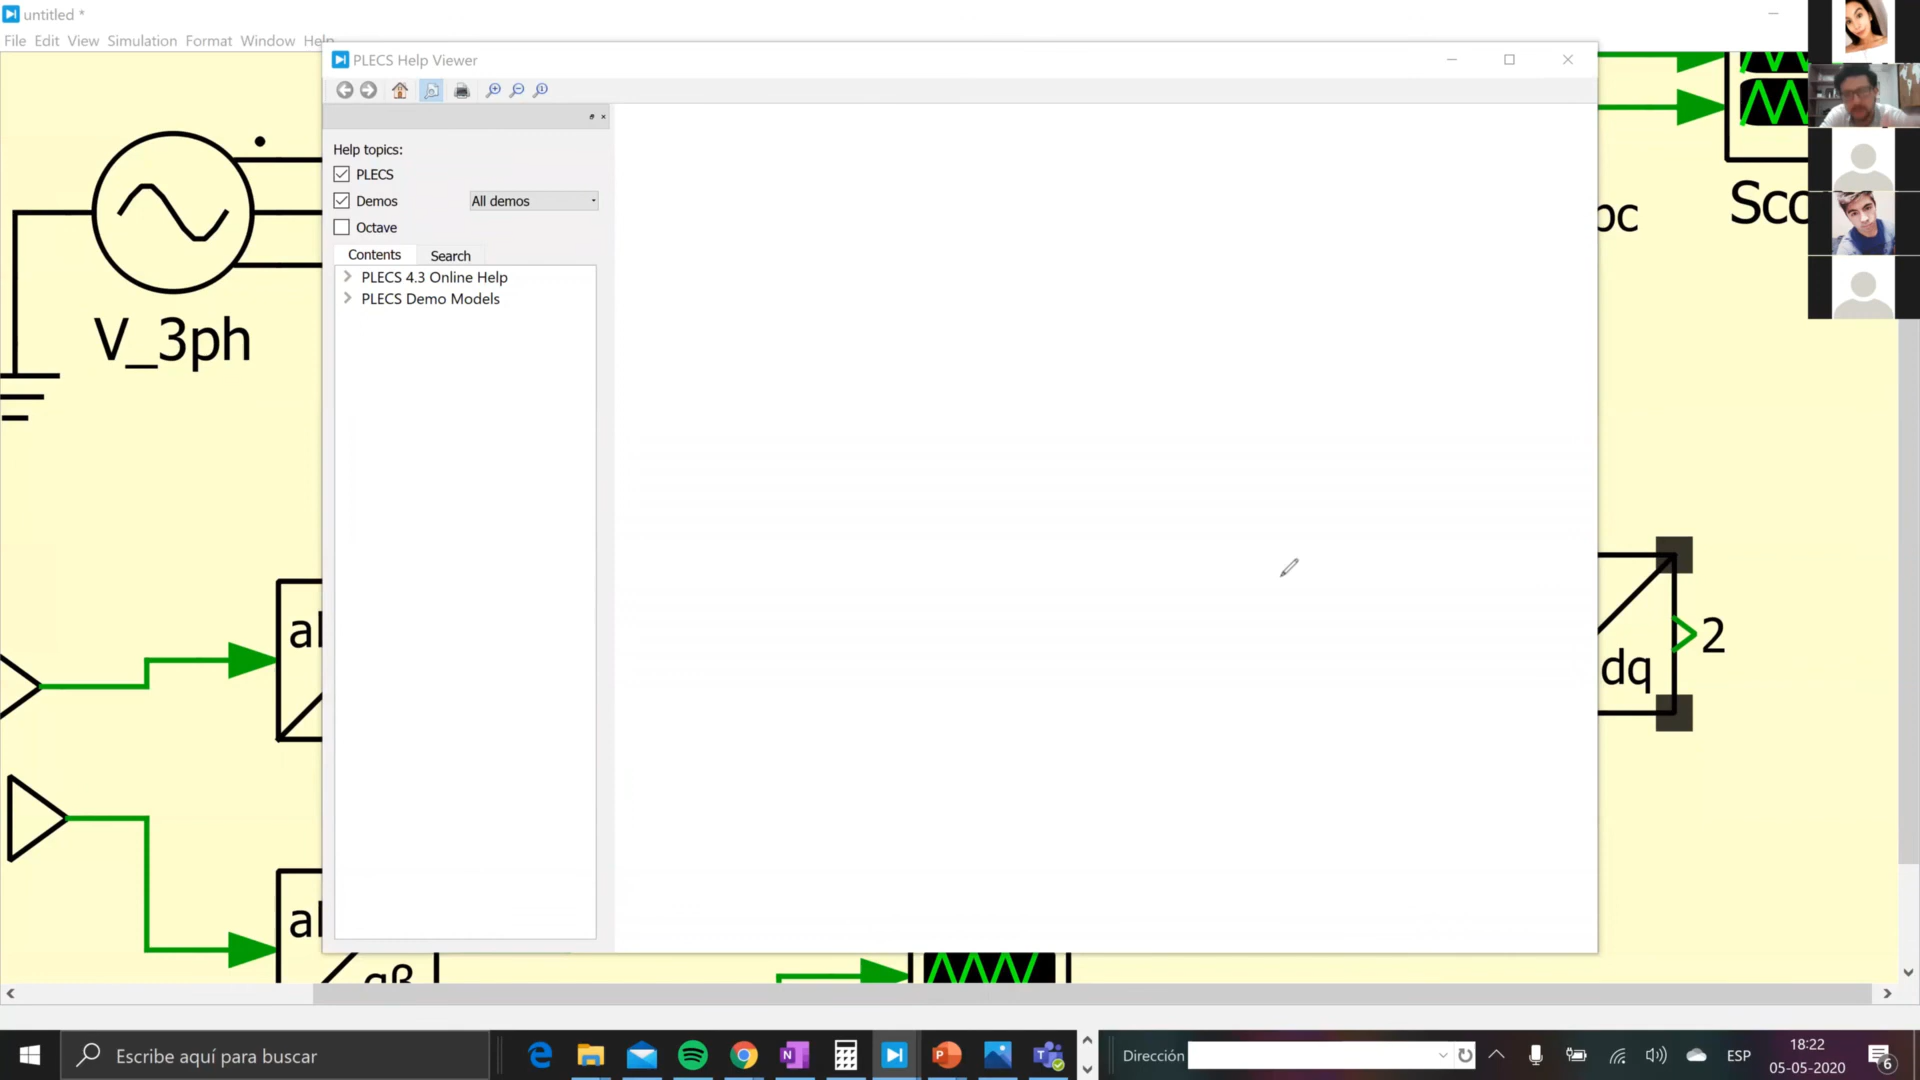 untitled *
File Edit View Simulation Format Window Help
PLECS Help Viewer
Help topics:
PLECS
Demos All demos
Octave
Contents Search
PLECS 4.3 Online Help
PLECS Demo Models
V_3ph
dq
2
αβ
Escribe aquí para buscar
Dirección
ESP
18:22
05-05-2020
6